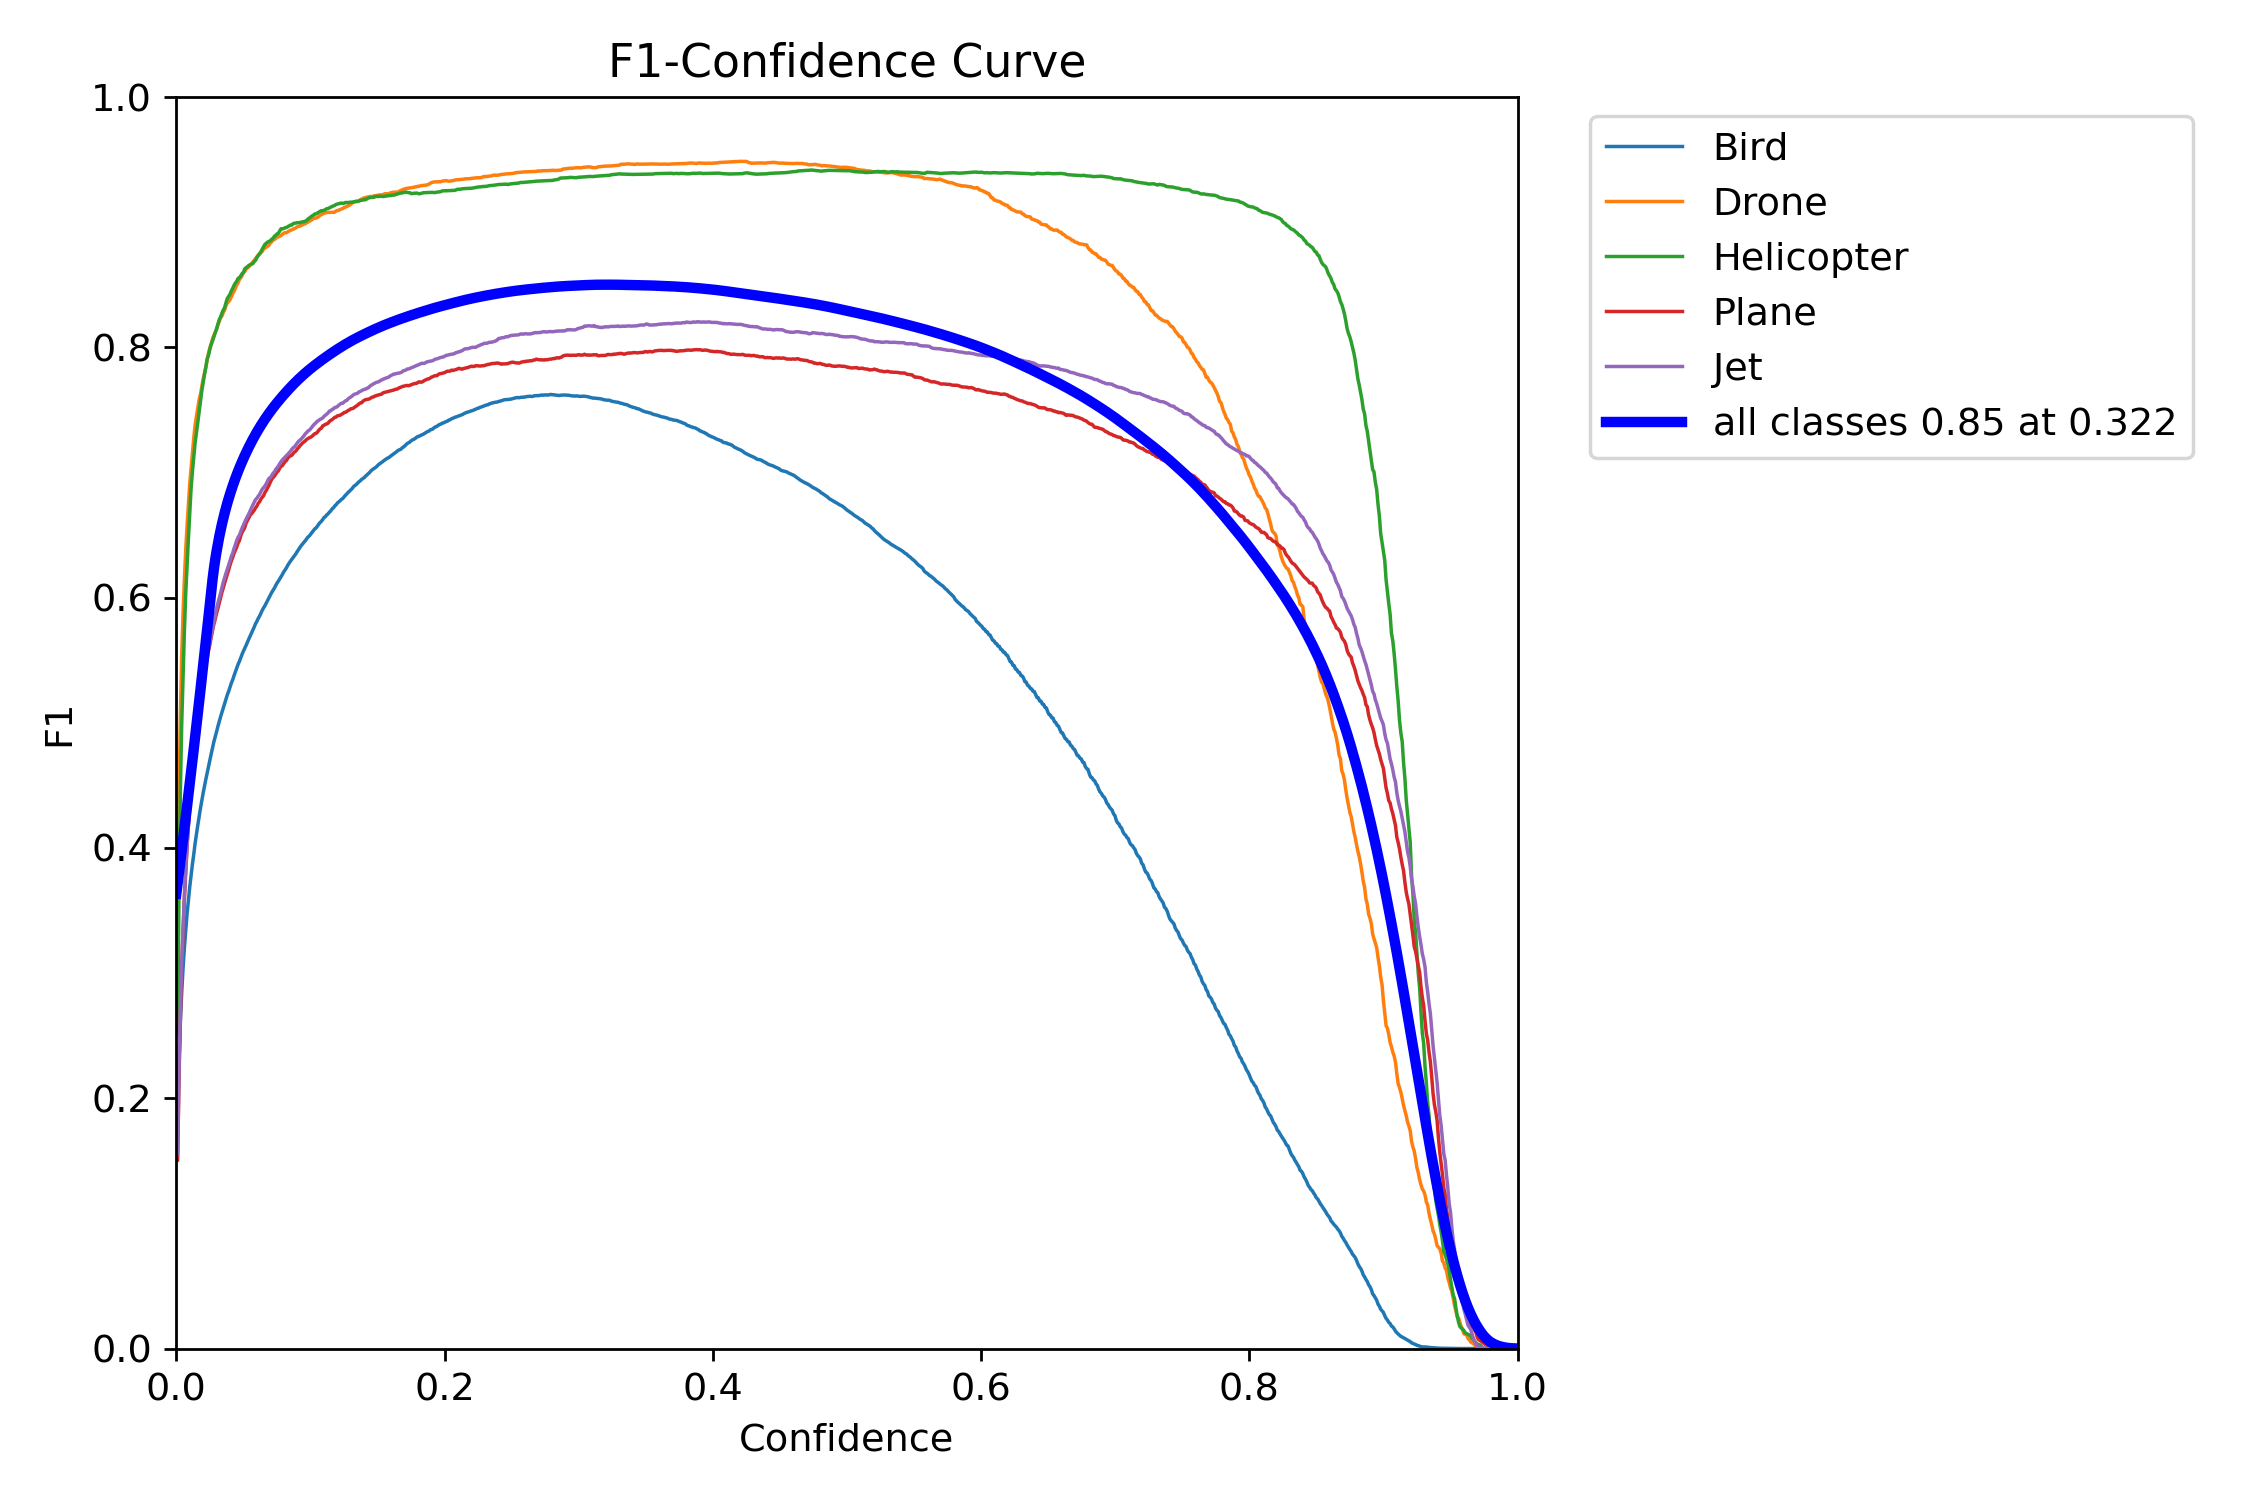 F1-Confidence Curve
1.0
0.8
0.6
0.4
0.2
0.0
F1
0.0 0.2 0.4 0.6 0.8 1.0
Confidence
Bird
Drone
Helicopter
Plane
Jet
all classes 0.85 at 0.322